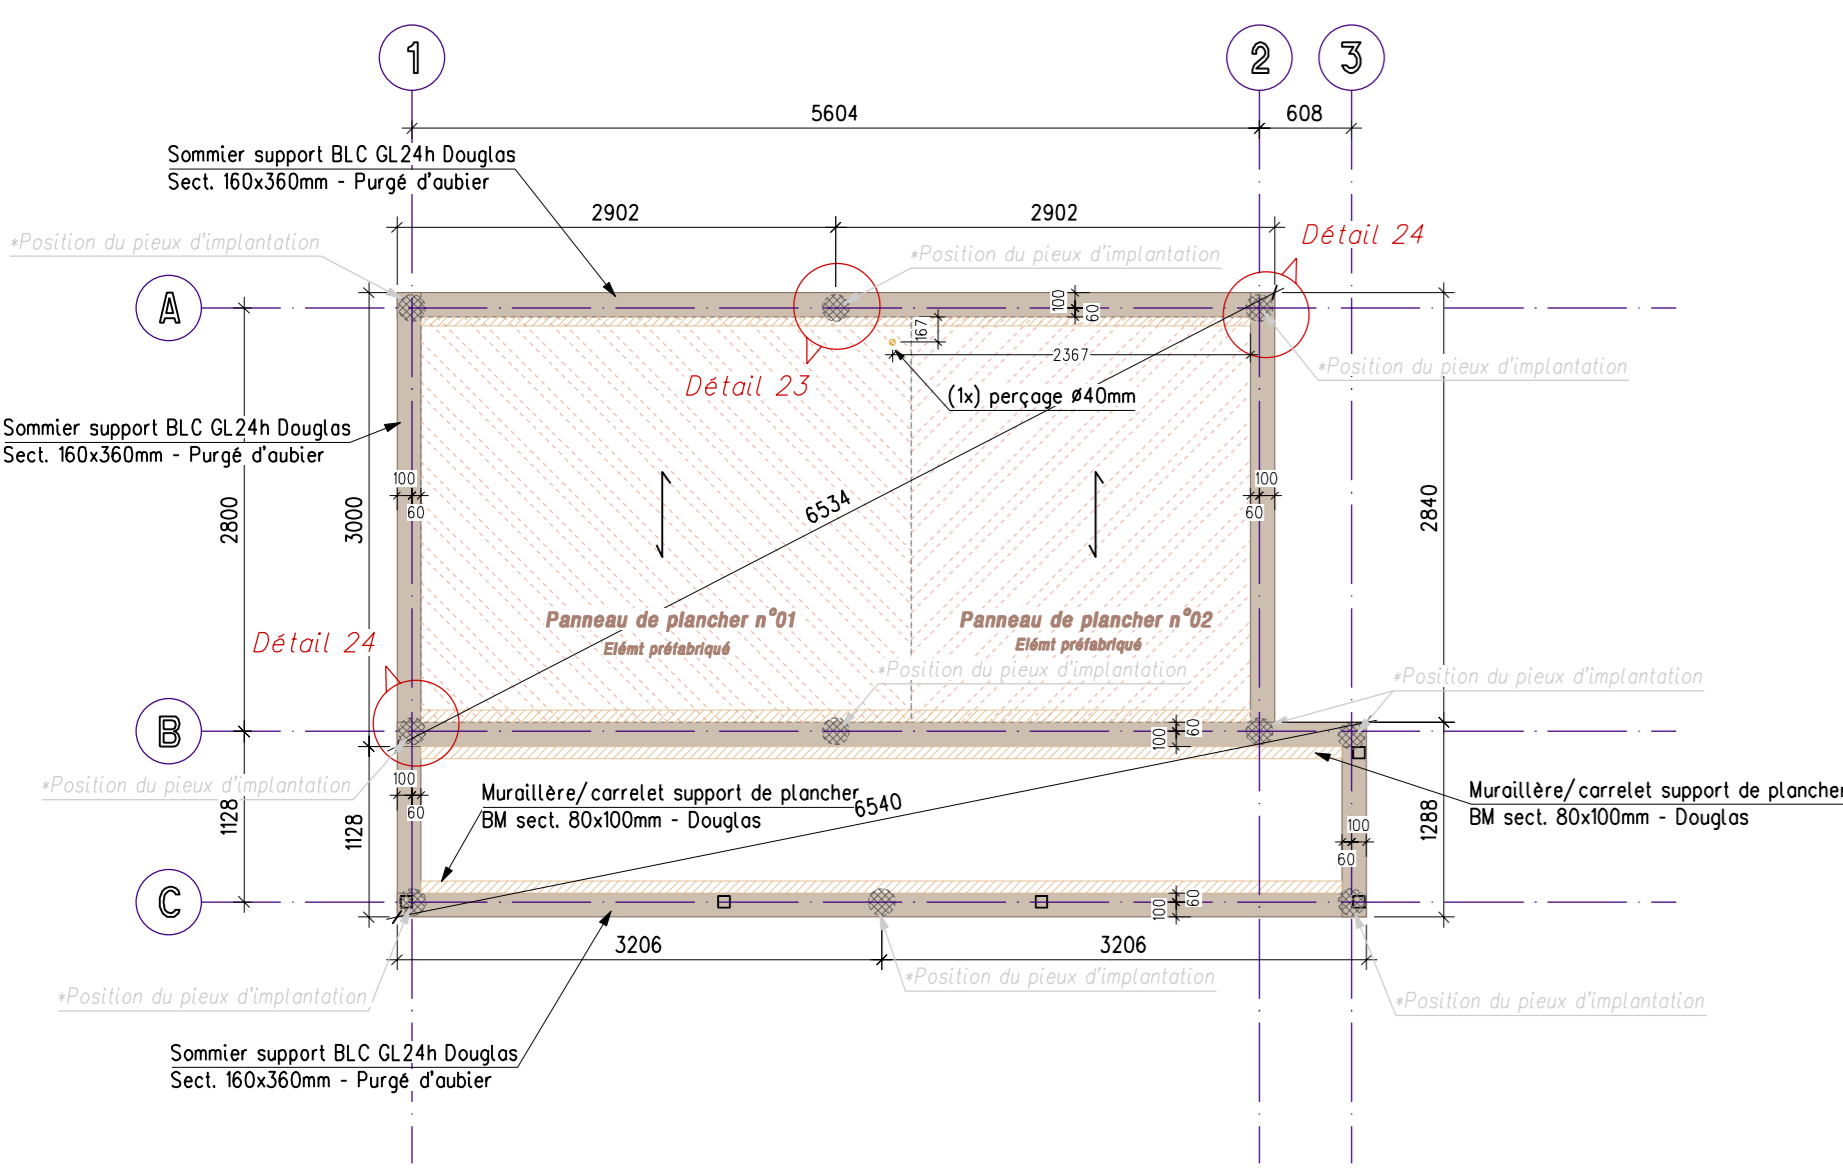 1
2
3
5604
608
Sommier support BLC GL24h Douglas
Sect. 160x360mm - Purgé d'aubier
2902
2902
*Position du pieux d'implantation
*Position du pieux d'implantation
Détail 24
A
100
60
167
2367
*Position du pieux d'implantation
Détail 23
(1x) perçage ø40mm
Sommier support BLC GL24h Douglas
Sect. 160x360mm - Purgé d'aubier
100
60
100
60
2800
3000
6534
2840
Panneau de plancher n°01
Elémt préfabriqué
Panneau de plancher n°02
Elémt préfabriqué
Détail 24
*Position du pieux d'implantation
*Position du pieux d'implantation
B
100
60
*Position du pieux d'implantation
100
60
Muraillère/carrelet support de plancher
BM sect. 80x100mm - Douglas
6540
Muraillère/carrelet support de plancher
BM sect. 80x100mm - Douglas
1128
1128
1288
100
60
C
100
60
3206
3206
*Position du pieux d'implantation
*Position du pieux d'implantation
*Position du pieux d'implantation
Sommier support BLC GL24h Douglas
Sect. 160x360mm - Purgé d'aubier